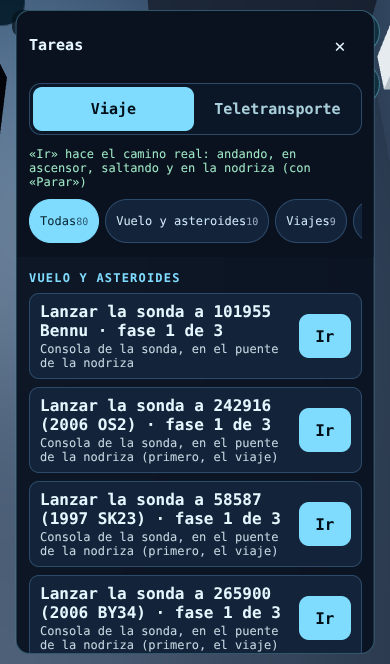 Tareas ×
Viaje Teletransporte
«Ir» hace el camino real: andando, en
ascensor, saltando y en la nodriza (con
«Parar»)
Todas80 Vuelo y asteroides10 Viajes9
VUELO Y ASTEROIDES
Lanzar la sonda a 101955
Bennu · fase 1 de 3
Consola de la sonda, en el puente
de la nodriza
Ir
Lanzar la sonda a 242916
(2006 OS2) · fase 1 de 3
Consola de la sonda, en el puente
de la nodriza (primero, el viaje)
Ir
Lanzar la sonda a 58587
(1997 SK23) · fase 1 de 3
Consola de la sonda, en el puente
de la nodriza (primero, el viaje)
Ir
Lanzar la sonda a 265900
(2006 BY34) · fase 1 de 3
Consola de la sonda, en el puente
de la nodriza (primero, el viaje)
Ir